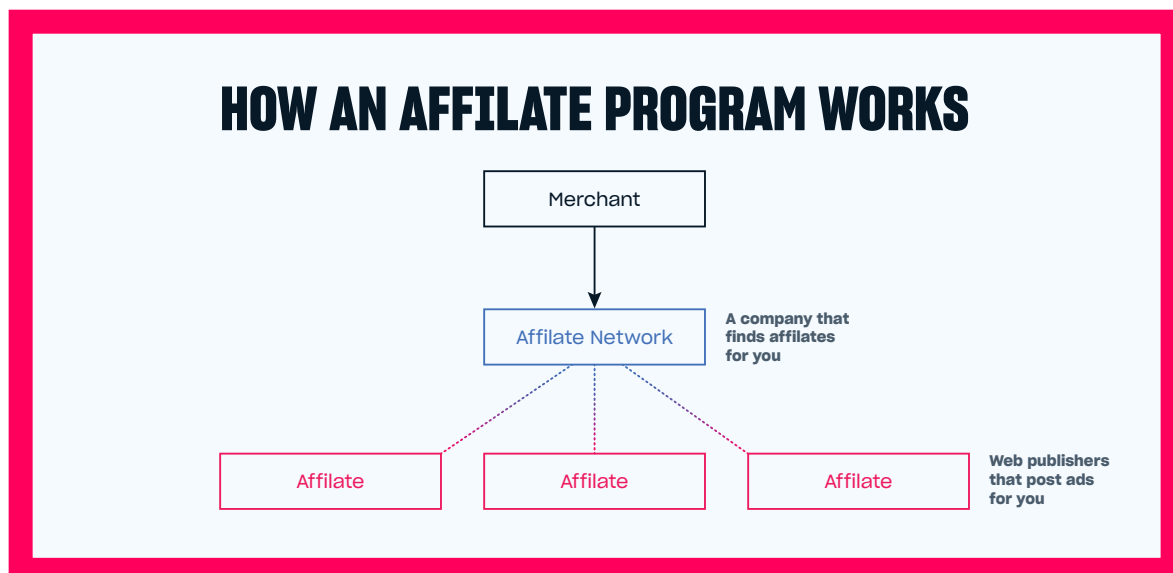 HOW AN AFFILATE PROGRAM WORKS
Merchant
Affilate Network
A company that
finds affilates
for you
Affilate
Affilate
Affilate
Web publishers
that post ads
for you